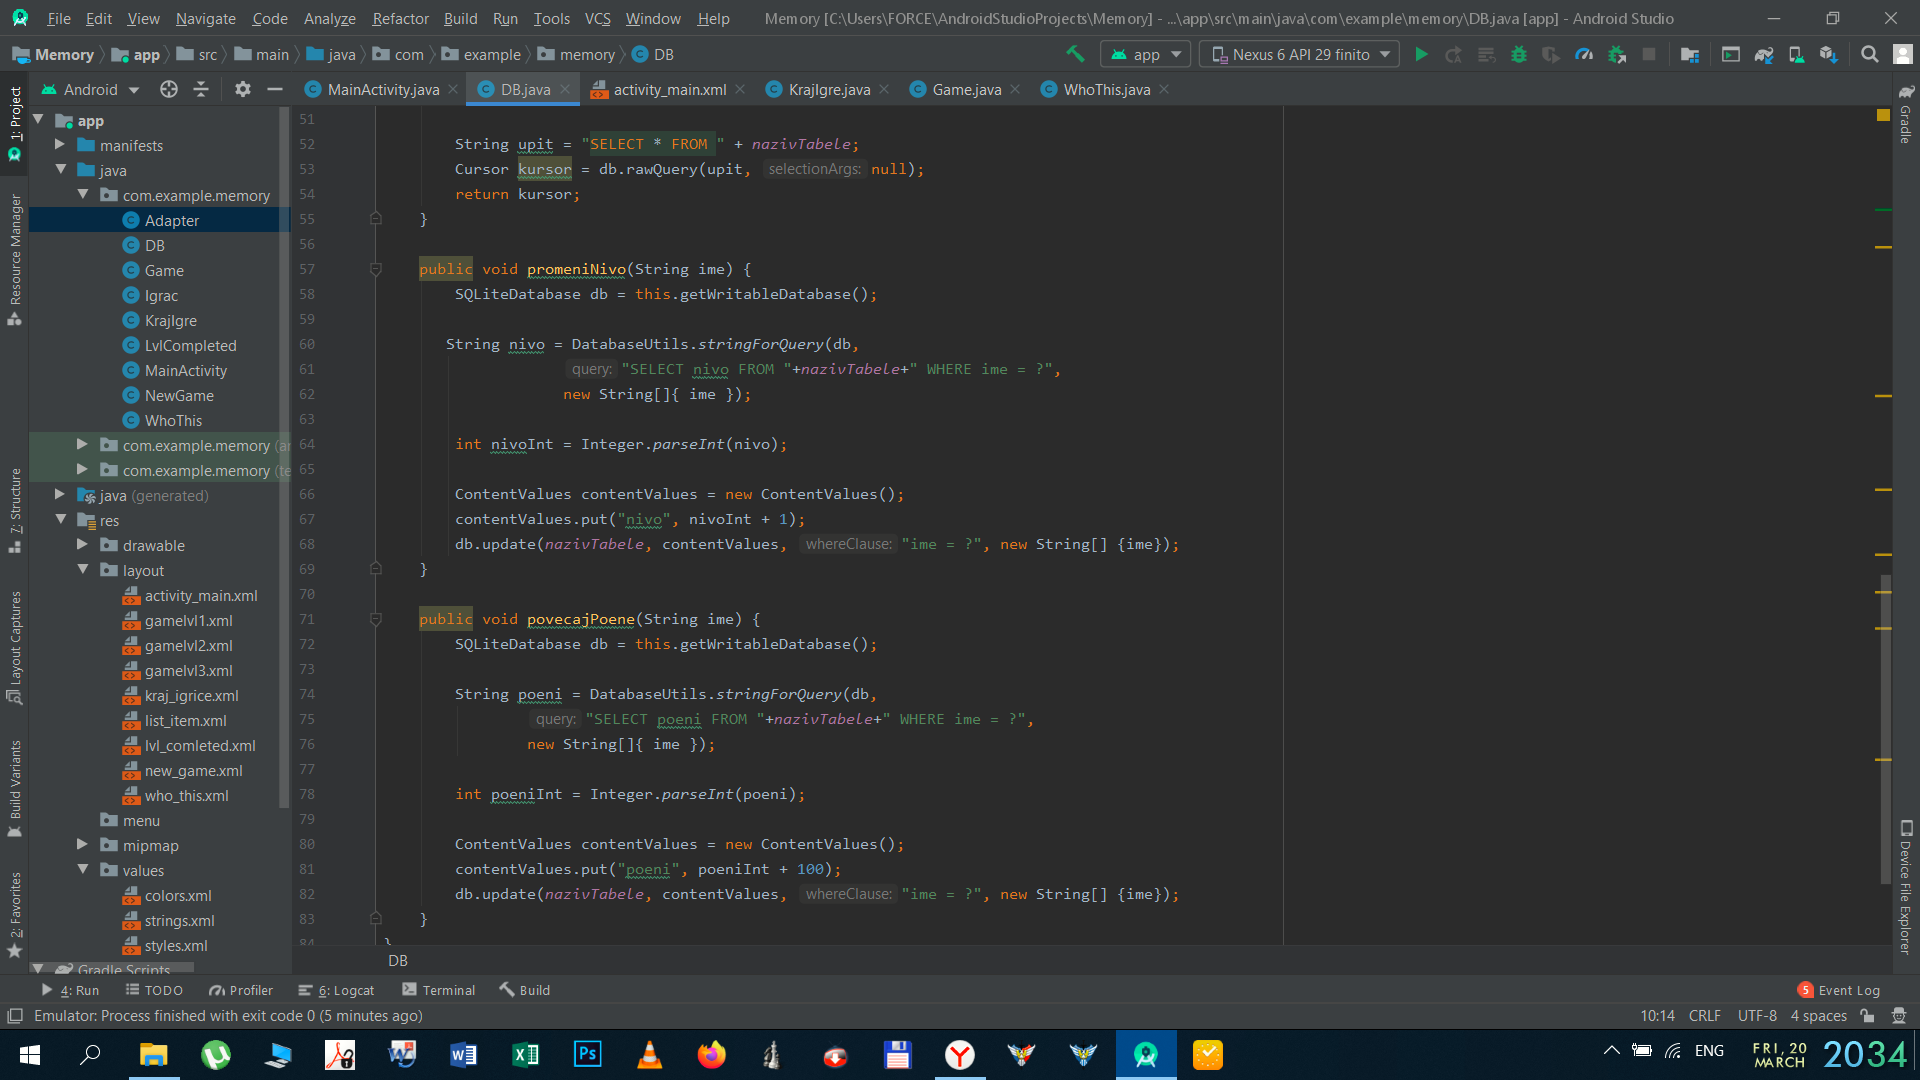 File Edit View Navigate Code Analyze Refactor Build Run Tools VCS Window Help Memory [C:\Users\FORCE\AndroidStudioProjects\Memory] - ...\app\src\main\java\com\example\memory\DB.java [app] - Android Studio
Memory app src main java com example memory DB app Nexus 6 API 29 finito
Android MainActivity.java DB.java activity_main.xml KrajIgre.java Game.java WhoThis.java
1: Project
Resource Manager
7: Structure
Layout Captures
Build Variants
2: Favorites
app
manifests
java
com.example.memory
Adapter
DB
Game
Igrac
KrajIgre
LvlCompleted
MainActivity
NewGame
WhoThis
com.example.memory (a
com.example.memory (te
java (generated)
res
drawable
layout
activity_main.xml
gamelvl1.xml
gamelvl2.xml
gamelvl3.xml
kraj_igrice.xml
list_item.xml
lvl_comleted.xml
new_game.xml
who_this.xml
menu
mipmap
values
colors.xml
strings.xml
styles.xml
Gradle Scripts
51
52 String upit = "SELECT * FROM " + nazivTabele;
53 Cursor kursor = db.rawQuery(upit, selectionArgs: null);
54 return kursor;
55 }
56
57 public void promeniNivo(String ime) {
58 SQLiteDatabase db = this.getWritableDatabase();
59
60 String nivo = DatabaseUtils.stringForQuery(db,
61 query: "SELECT nivo FROM "+nazivTabele+" WHERE ime = ?",
62 new String[]{ ime });
63
64 int nivoInt = Integer.parseInt(nivo);
65
66 ContentValues contentValues = new ContentValues();
67 contentValues.put("nivo", nivoInt + 1);
68 db.update(nazivTabele, contentValues, whereClause: "ime = ?", new String[] {ime});
69 }
70
71 public void povecajPoene(String ime) {
72 SQLiteDatabase db = this.getWritableDatabase();
73
74 String poeni = DatabaseUtils.stringForQuery(db,
75 query: "SELECT poeni FROM "+nazivTabele+" WHERE ime = ?",
76 new String[]{ ime });
77
78 int poeniInt = Integer.parseInt(poeni);
79
80 ContentValues contentValues = new ContentValues();
81 contentValues.put("poeni", poeniInt + 100);
82 db.update(nazivTabele, contentValues, whereClause: "ime = ?", new String[] {ime});
83 }
84 }
DB
Gradle
Device File Explorer
4: Run TODO Profiler 6: Logcat Terminal Build 5 Event Log
Emulator: Process finished with exit code 0 (5 minutes ago) 10:14 CRLF UTF-8 4 spaces
ENG FRI, 20 MARCH 2034